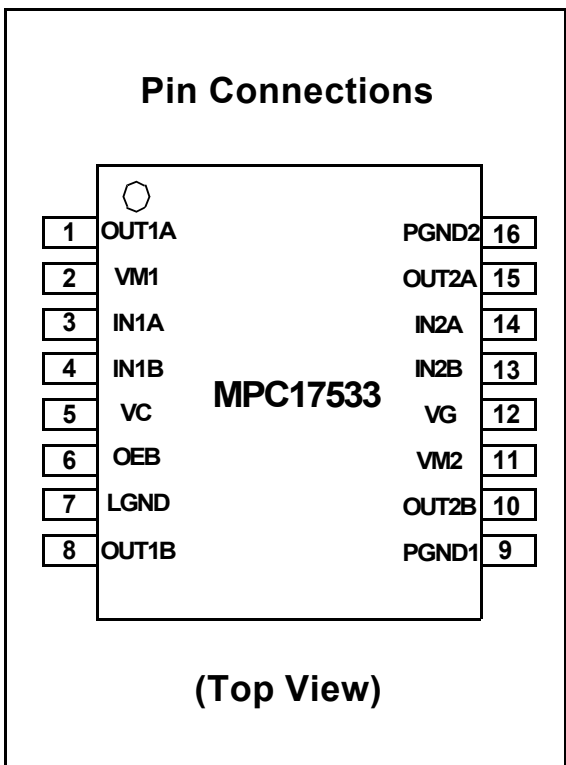 Pin Connections
1 OUT1A PGND2 16
2 VM1 OUT2A 15
3 IN1A IN2A 14
4 IN1B IN2B 13
MPC17533
5 VC VG 12
6 OEB VM2 11
7 LGND OUT2B 10
8 OUT1B PGND1 9
(Top View)